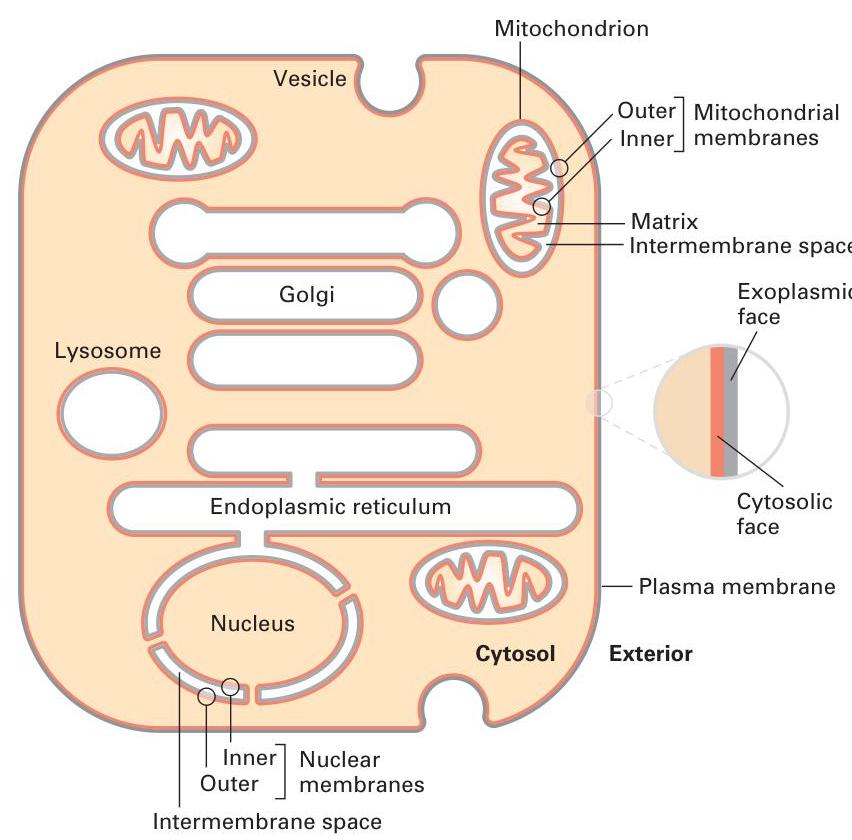 Mitochondrion
Vesicle
Outer
Inner
Mitochondrial
membranes
Matrix
Intermembrane space
Golgi
Exoplasmic
face
Lysosome
Endoplasmic reticulum
Cytosolic
face
Plasma membrane
Nucleus
Cytosol
Exterior
Inner
Outer
Nuclear
membranes
Intermembrane space